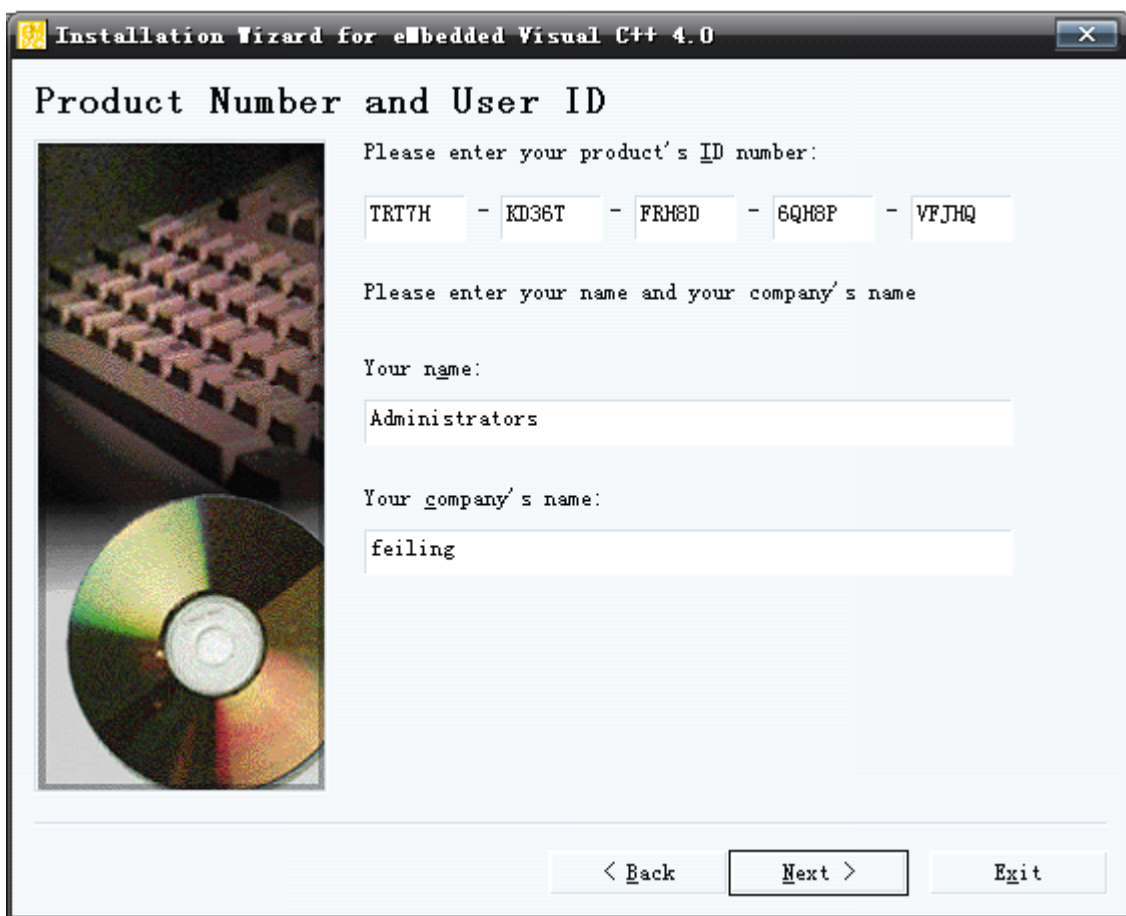 Installation Wizard for eMbedded Visual C++ 4.0
Product Number and User ID
Please enter your product's ID number:
TRT7H - KD36T - FRH8D - 6QH8P - VFJHQ
Please enter your name and your company's name
Your name:
Administrators
Your company's name:
feiling
< Back Next > Exit